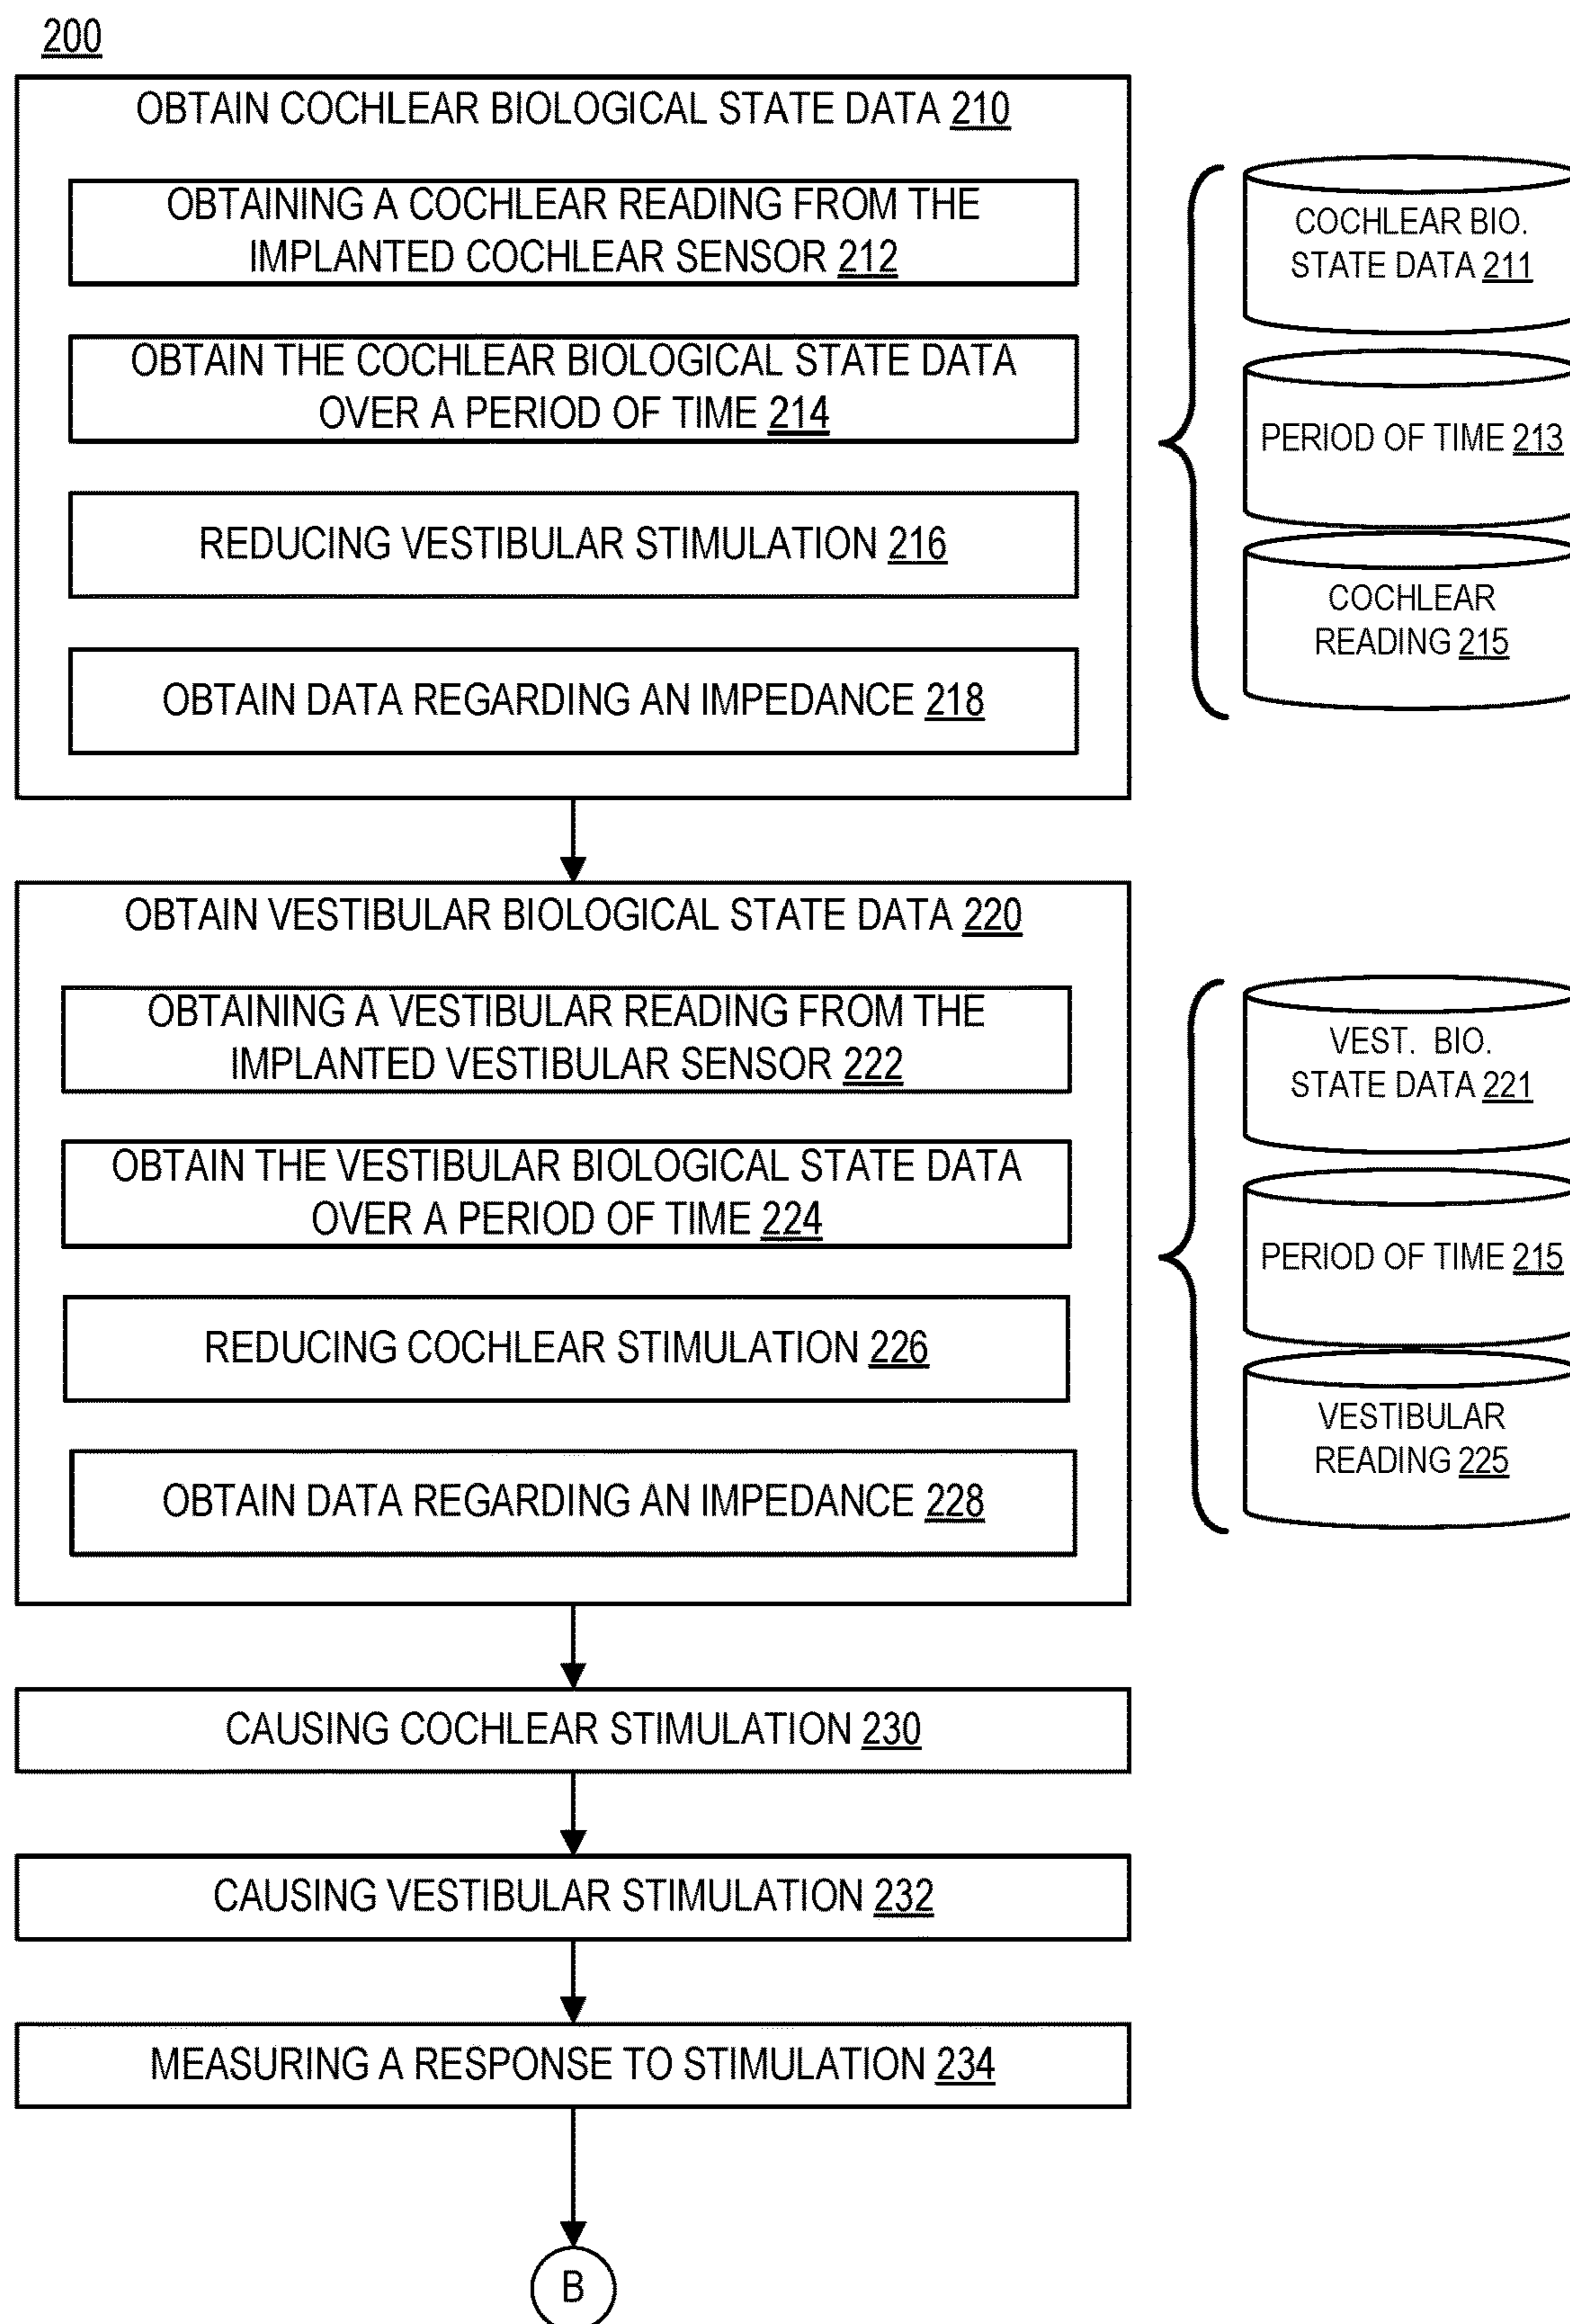 200
OBTAIN COCHLEAR BIOLOGICAL STATE DATA 210
OBTAINING A COCHLEAR READING FROM THE
IMPLANTED COCHLEAR SENSOR 212
OBTAIN THE COCHLEAR BIOLOGICAL STATE DATA
OVER A PERIOD OF TIME 214
REDUCING VESTIBULAR STIMULATION 216
OBTAIN DATA REGARDING AN IMPEDANCE 218
COCHLEAR BIO.
STATE DATA 211
PERIOD OF TIME 213
COCHLEAR
READING 215
OBTAIN VESTIBULAR BIOLOGICAL STATE DATA 220
OBTAINING A VESTIBULAR READING FROM THE
IMPLANTED VESTIBULAR SENSOR 222
OBTAIN THE VESTIBULAR BIOLOGICAL STATE DATA
OVER A PERIOD OF TIME 224
REDUCING COCHLEAR STIMULATION 226
OBTAIN DATA REGARDING AN IMPEDANCE 228
VEST. BIO.
STATE DATA 221
PERIOD OF TIME 215
VESTIBULAR
READING 225
CAUSING COCHLEAR STIMULATION 230
CAUSING VESTIBULAR STIMULATION 232
MEASURING A RESPONSE TO STIMULATION 234
B